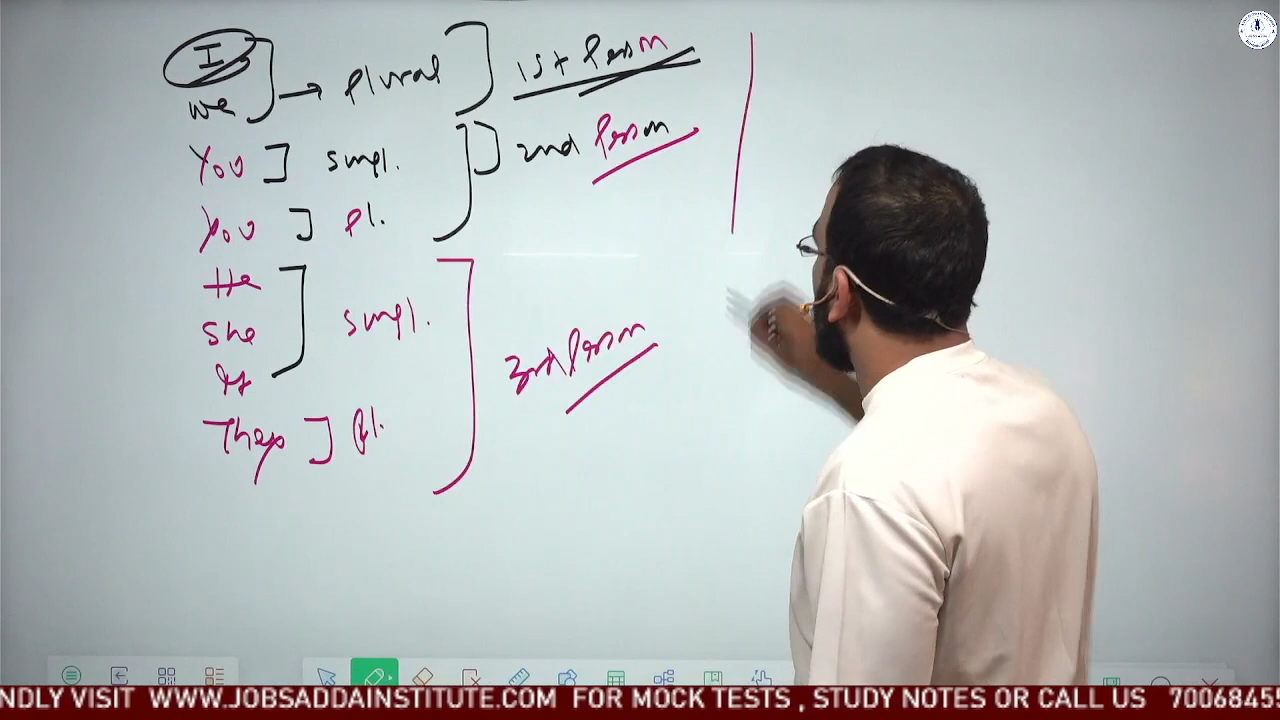 I
we → plural 1st Person
You singl. 2nd Person
You Pl.
He
She singl.
It
3rd Person
They Pl.
NDLY VISIT WWW.JOBSADDAINSTITUTE.COM FOR MOCK TESTS , STUDY NOTES OR CALL US 70068455